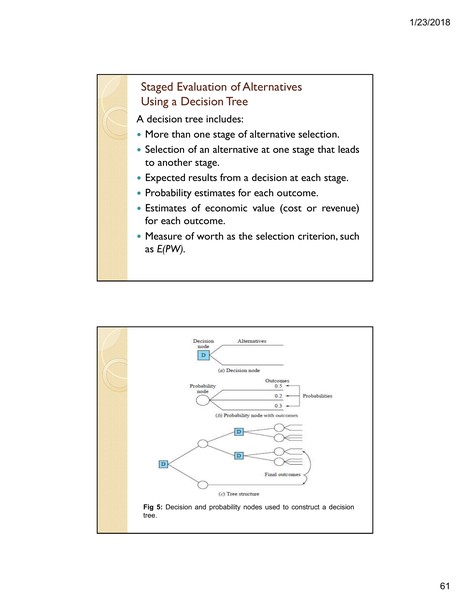 1/23/2018
Staged Evaluation of Alternatives
Using a Decision Tree
A decision tree includes:
• More than one stage of alternative selection.
• Selection of an alternative at one stage that leads
to another stage.
• Expected results from a decision at each stage.
• Probability estimates for each outcome.
• Estimates of economic value (cost or revenue)
for each outcome.
• Measure of worth as the selection criterion, such
as E(PW).
Decision
node
Alternatives
D
(a) Decision node
Probability
node
Outcomes
0.5
0.2
0.3
Probabilities
(b) Probability node with outcomes
D
D
D
Final outcomes
(c) Tree structure
Fig 5: Decision and probability nodes used to construct a decision
tree.
61